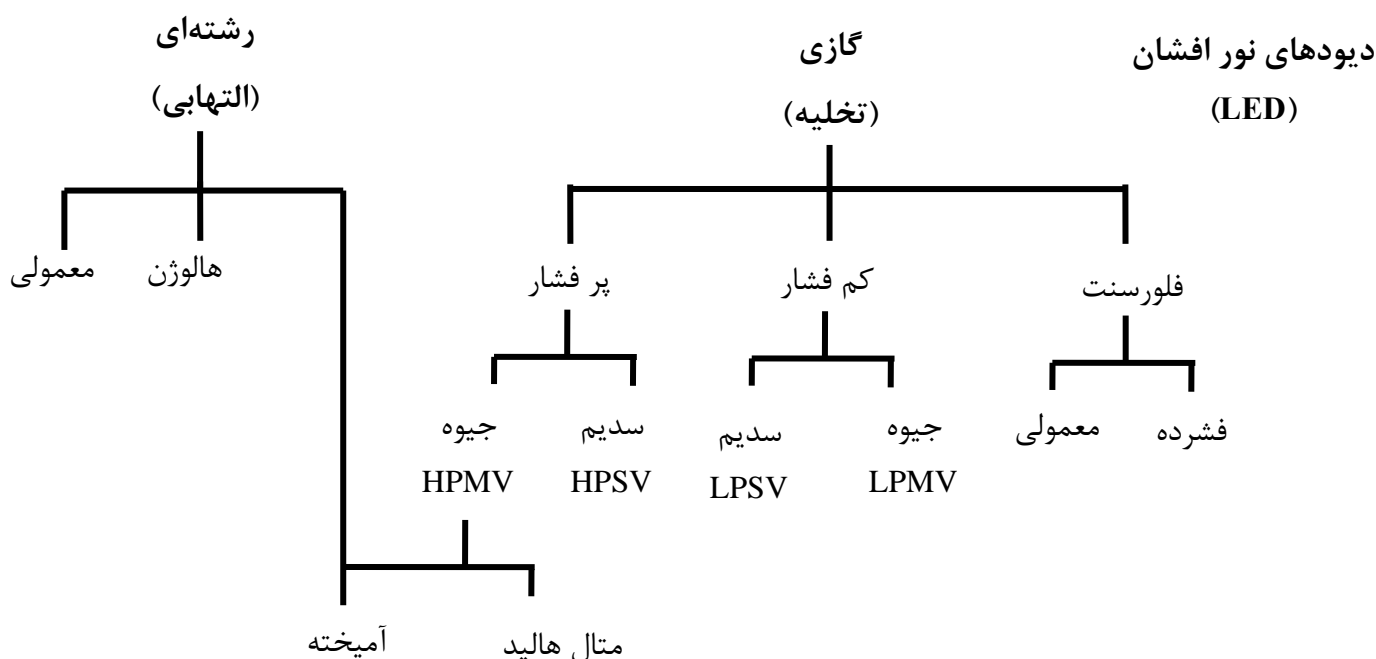 دیودهای نور افشان
(LED)
گازی
(تخلیه)
رشته‌ای
(التهابی)
فلورسنت
کم فشار
پر فشار
هالوژن
معمولی
فشرده
معمولی
جیوه
LPMV
سدیم
LPSV
سدیم
HPSV
جیوه
HPMV
متال هالید
آمیخته